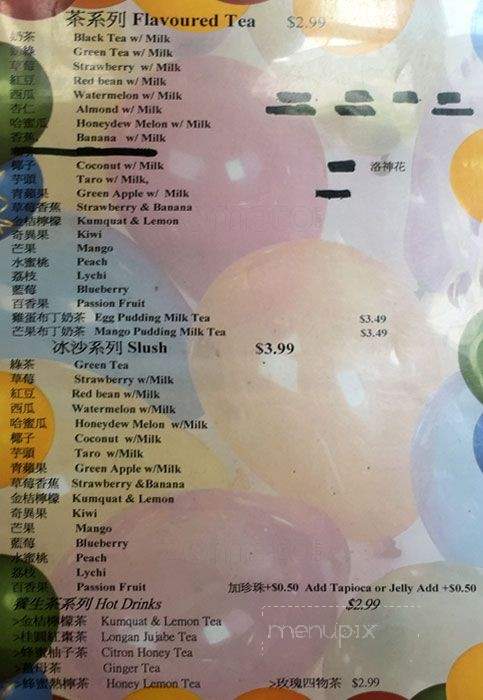 茶系列 Flavoured Tea $2.99
奶茶 Black Tea w/ Milk
奶綠 Green Tea w/ Milk
草莓 Strawberry w/ Milk
紅豆 Red bean w/ Milk
西瓜 Watermelon w/ Milk
杏仁 Almond w/ Milk
哈蜜瓜 Honeydew Melon w/ Milk
香蕉 Banana w/ Milk
椰子 Coconut w/ Milk 洛神花
芋頭 Taro w/ Milk,
青蘋果 Green Apple w/ Milk
草莓香蕉 Strawberry & Banana
金桔檸檬 Kumquat & Lemon
奇異果 Kiwi
芒果 Mango
水蜜桃 Peach
荔枝 Lychi
藍莓 Blueberry
百香果 Passion Fruit
雞蛋布丁奶茶 Egg Pudding Milk Tea $3.49
芒果布丁奶茶 Mango Pudding Milk Tea $3.49
冰沙系列 Slush $3.99
綠茶 Green Tea
草莓 Strawberry w/Milk
紅豆 Red bean w/Milk
西瓜 Watermelon w/Milk
哈蜜瓜 Honeydew Melon w/Milk
椰子 Coconut w/Milk
芋頭 Taro w/Milk
青蘋果 Green Apple w/Milk
草莓香蕉 Strawberry &Banana
金桔檸檬 Kumquat & Lemon
奇異果 Kiwi
芒果 Mango
藍莓 Blueberry
水蜜桃 Peach
荔枝 Lychi
百香果 Passion Fruit 加珍珠+$0.50 Add Tapioca or Jelly Add +$0.50
養生茶系列 Hot Drinks $2.99
>金桔檸檬茶 Kumquat & Lemon Tea
>桂圓紅棗茶 Longan Jujube Tea
>蜂蜜柚子茶 Citron Honey Tea
>薑母茶 Ginger Tea
>蜂蜜熱檸茶 Honey Lemon Tea >玫瑰四物茶 $2.99
menupix